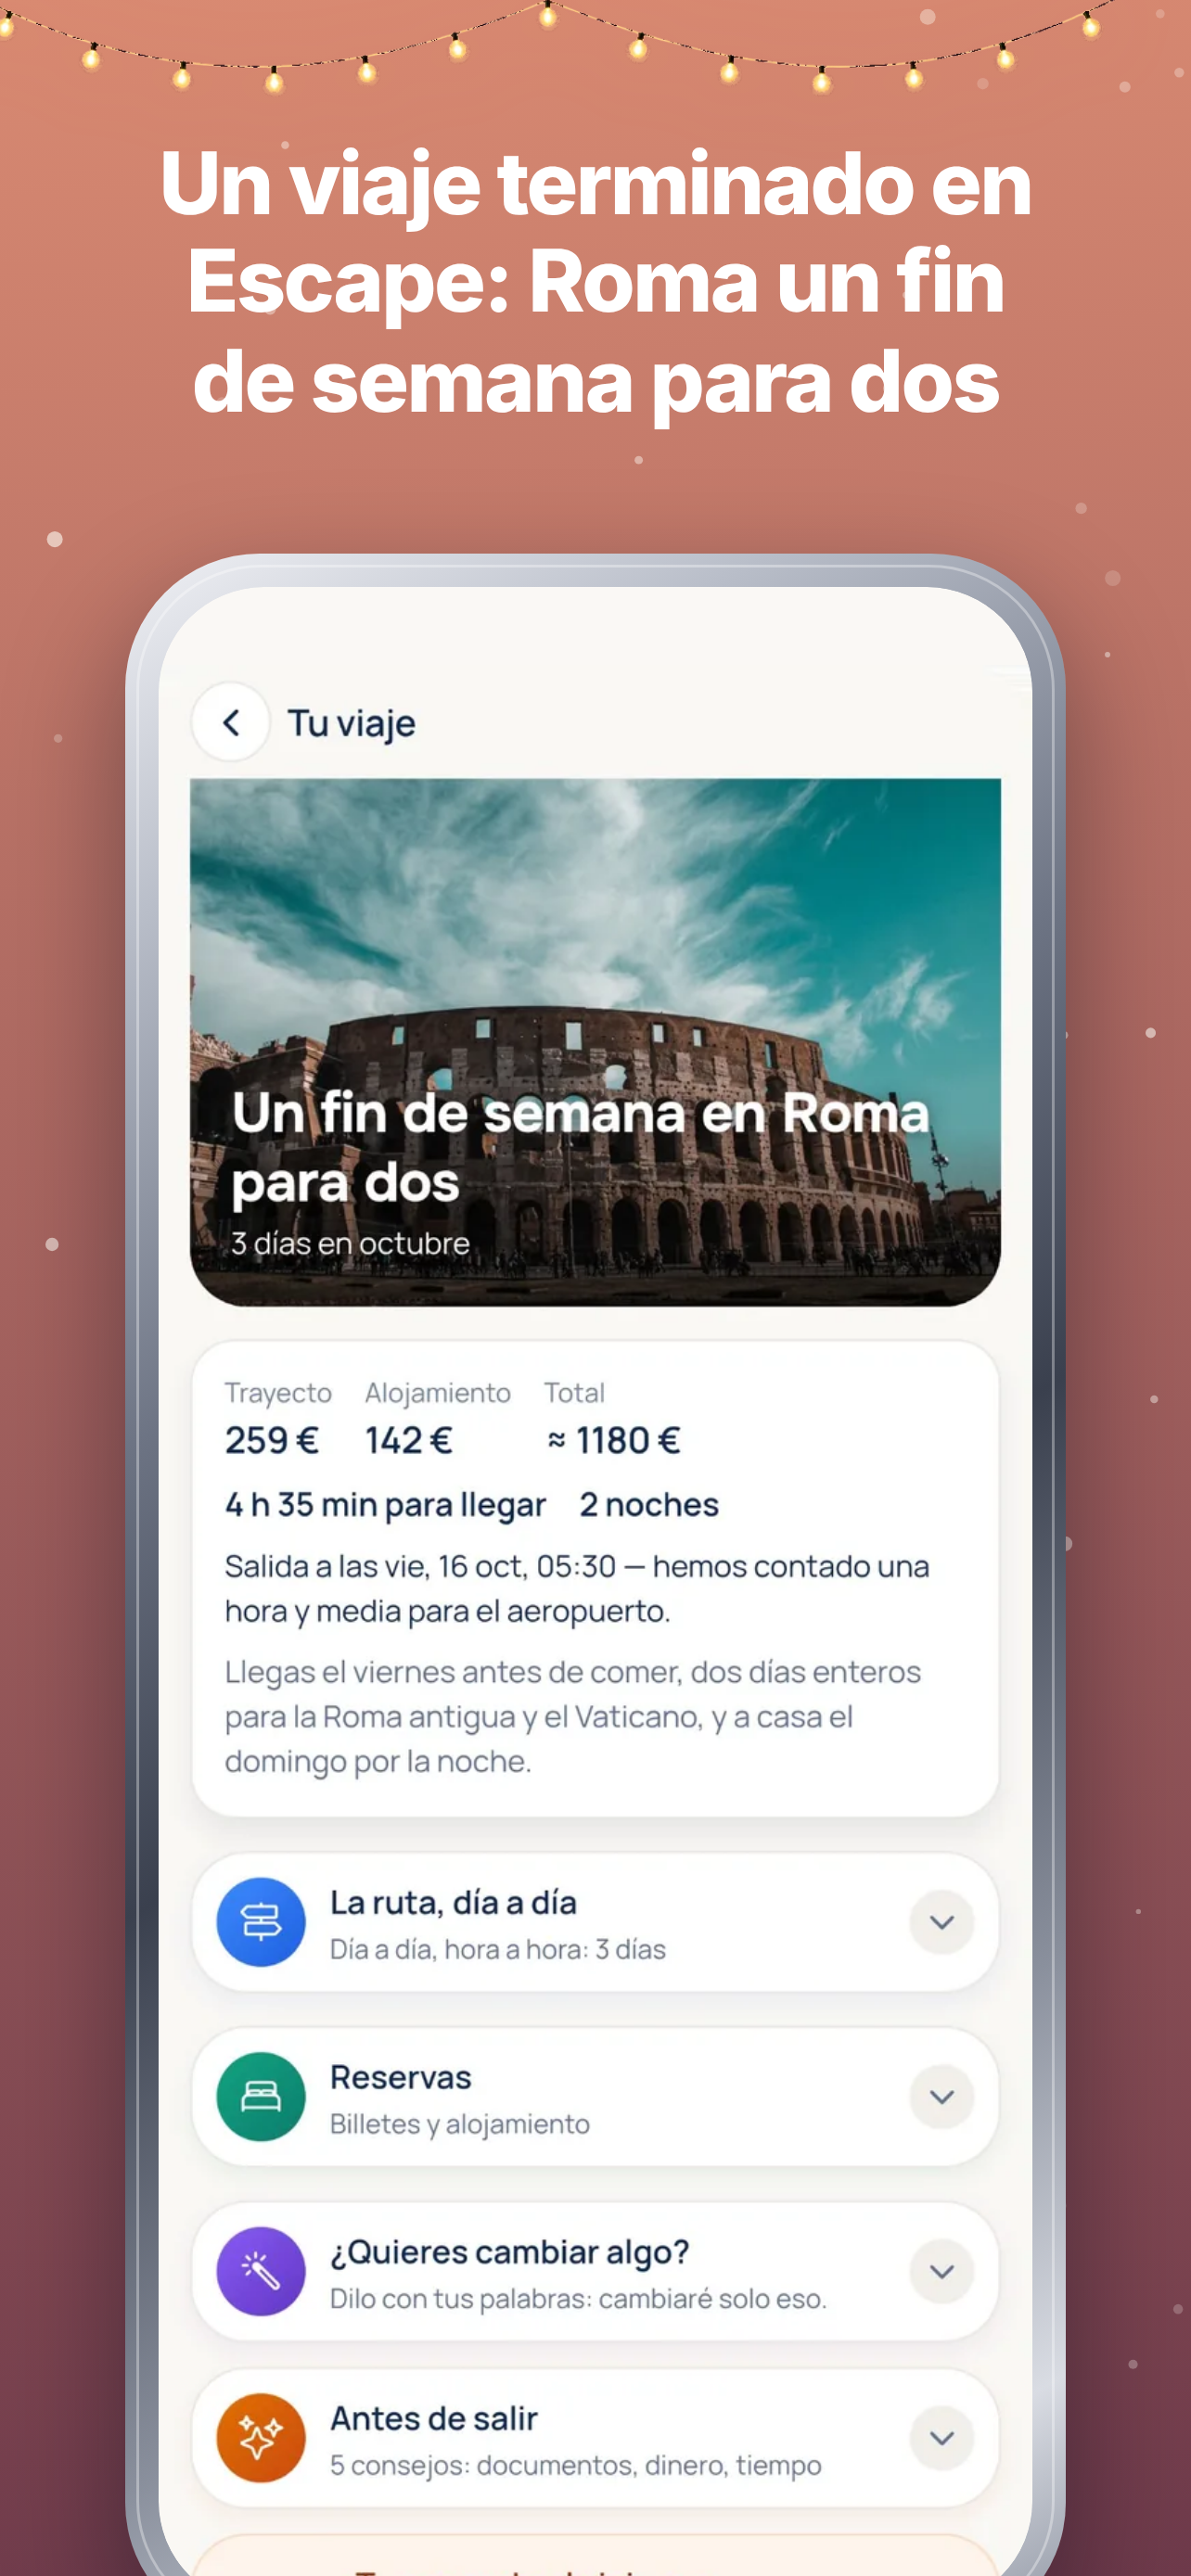 Un viaje terminado en
Escape: Roma un fin
de semana para dos
Tu viaje
Un fin de semana en Roma
para dos
3 días en octubre
Trayecto Alojamiento Total
259 € 142 € ≈ 1180 €
4 h 35 min para llegar 2 noches
Salida a las vie, 16 oct, 05:30 — hemos contado una
hora y media para el aeropuerto.
Llegas el viernes antes de comer, dos días enteros
para la Roma antigua y el Vaticano, y a casa el
domingo por la noche.
La ruta, día a día
Día a día, hora a hora: 3 días
Reservas
Billetes y alojamiento
¿Quieres cambiar algo?
Dilo con tus palabras: cambiaré solo eso.
Antes de salir
5 consejos: documentos, dinero, tiempo